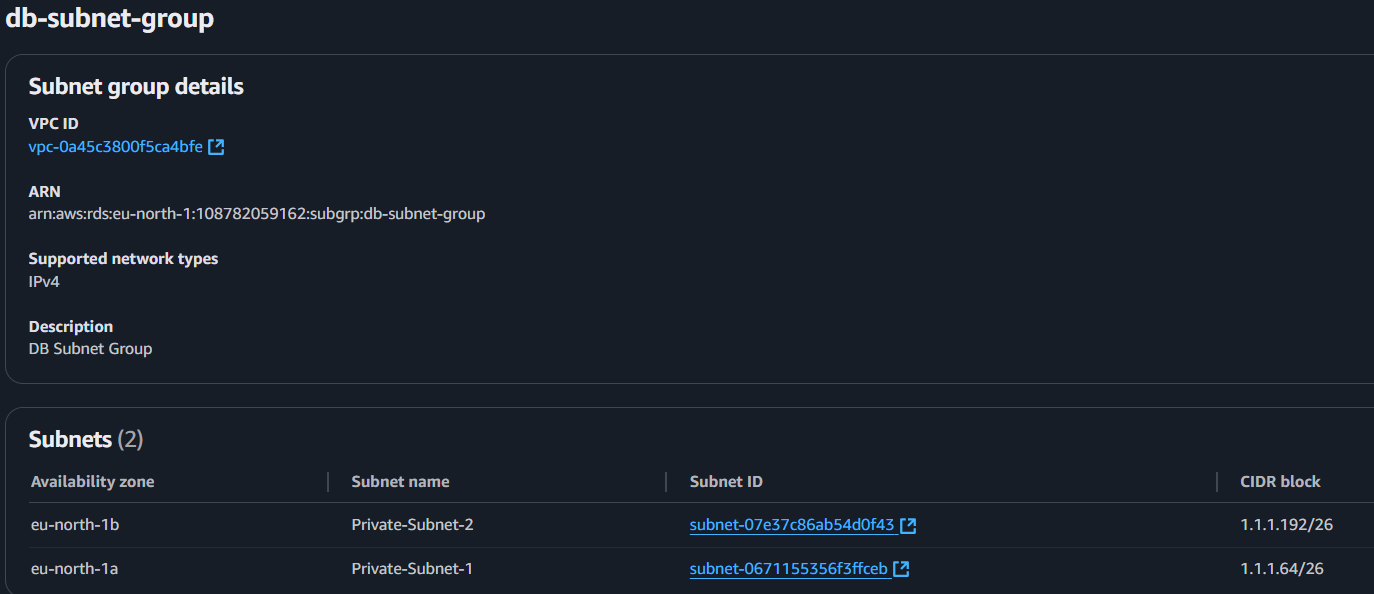 db-subnet-group
Subnet group details
VPC ID
vpc-0a45c3800f5ca4bfe
ARN
arn:aws:rds:eu-north-1:108782059162:subgrp:db-subnet-group
Supported network types
IPv4
Description
DB Subnet Group
Subnets (2)
Availability zone Subnet name Subnet ID CIDR block
eu-north-1b Private-Subnet-2 subnet-07e37c86ab54d0f43 1.1.1.192/26
eu-north-1a Private-Subnet-1 subnet-0671155356f3ffceb 1.1.1.64/26